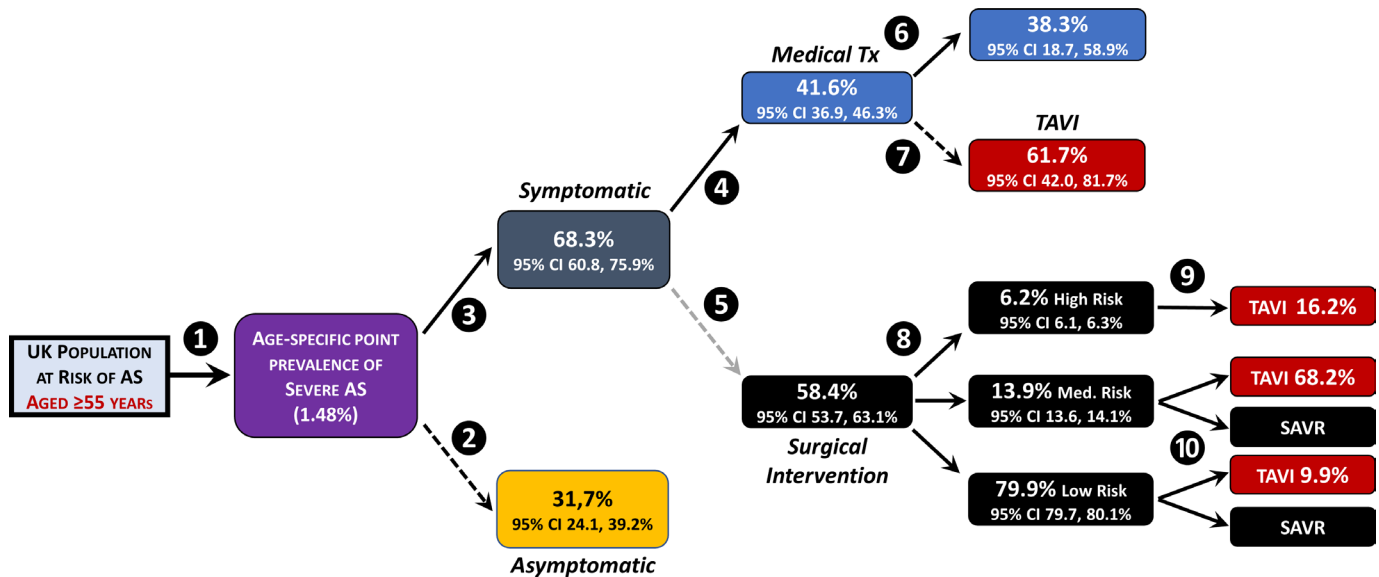 UK Population
at Risk of AS
Aged ≥55 years
1
Age-specific point
prevalence of
Severe AS
(1.48%)
3
2
Symptomatic
68.3%
95% CI 60.8, 75.9%
31,7%
95% CI 24.1, 39.2%
Asymptomatic
4
5
Medical Tx
41.6%
95% CI 36.9, 46.3%
58.4%
95% CI 53.7, 63.1%
Surgical
Intervention
6
7
38.3%
95% CI 18.7, 58.9%
TAVI
61.7%
95% CI 42.0, 81.7%
8
6.2% High Risk
95% CI 6.1, 6.3%
13.9% Med. Risk
95% CI 13.6, 14.1%
79.9% Low Risk
95% CI 79.7, 80.1%
9
10
TAVI 16.2%
TAVI 68.2%
SAVR
TAVI 9.9%
SAVR